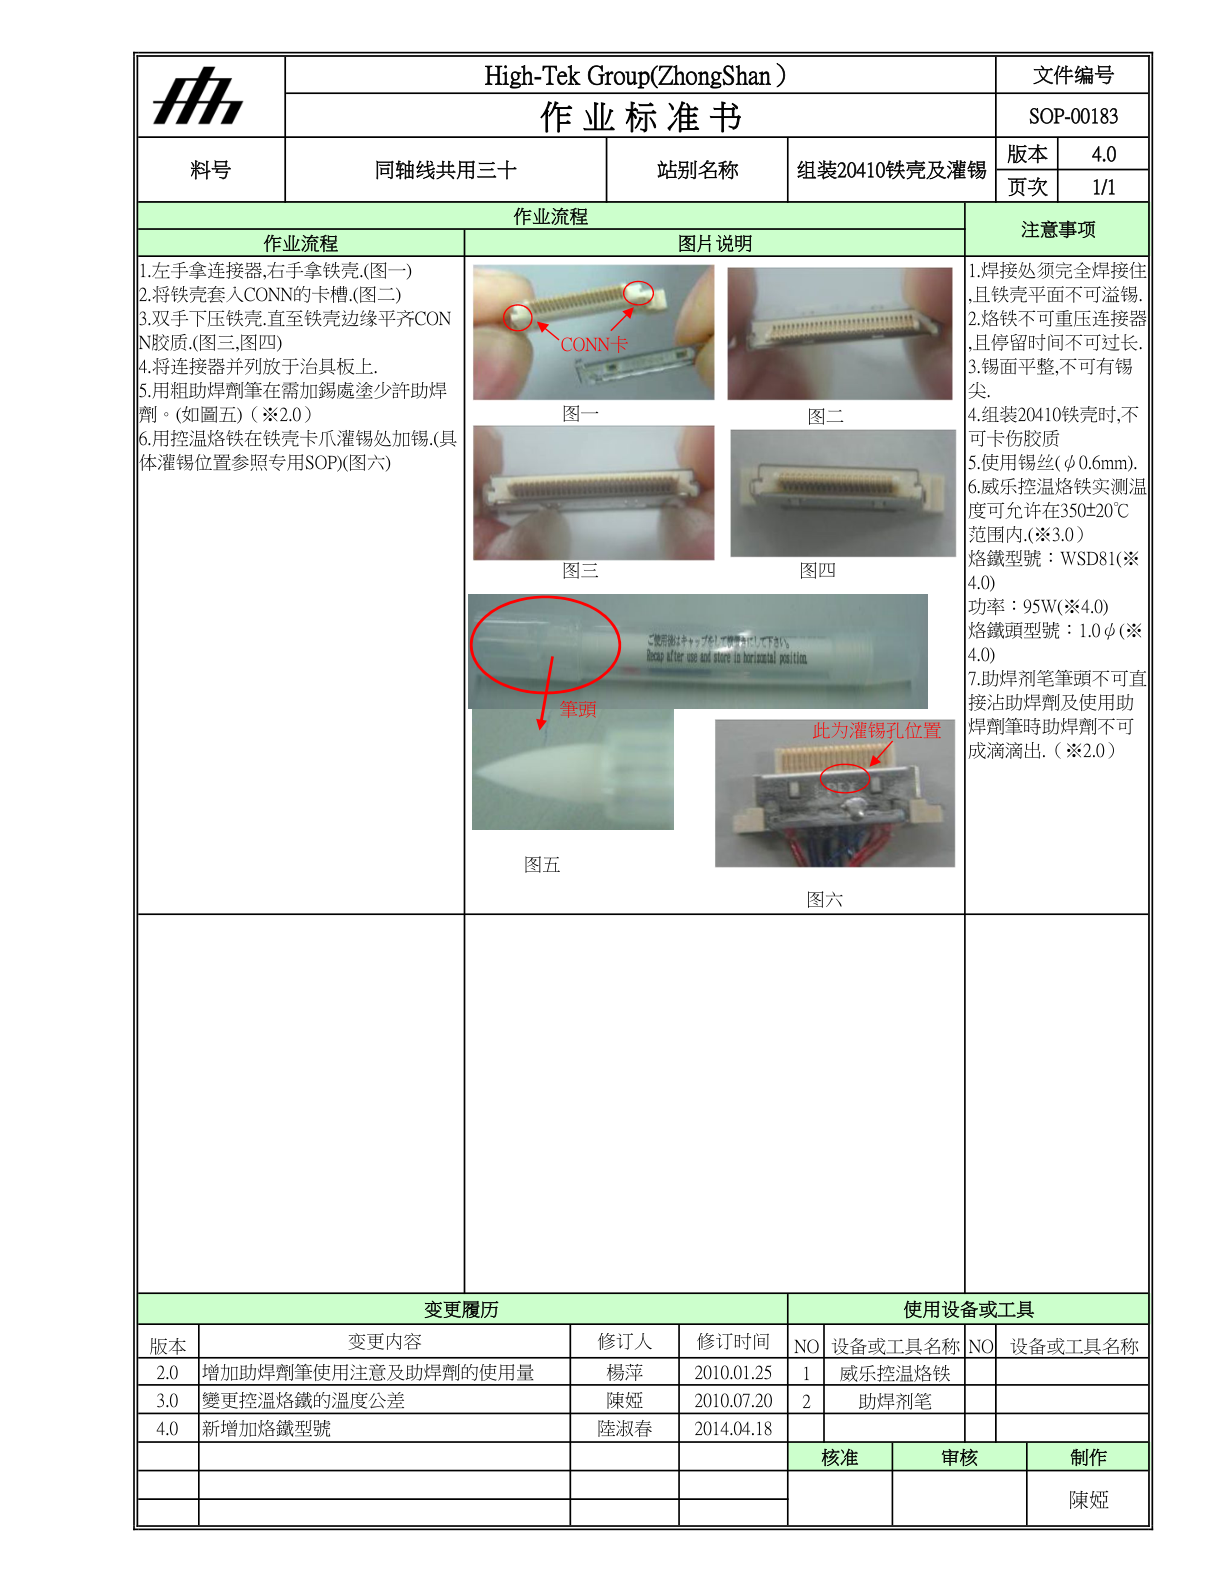 High-Tek Group(ZhongShan）
文件编号
作 业 标 准 书
SOP-00183
料号
同轴线共用三十
站别名称
组装20410铁壳及灌锡
版本
4.0
页次
1/1
作业流程
注意事项
作业流程
图片说明
1.左手拿连接器,右手拿铁壳.(图一)
2.将铁壳套入CONN的卡槽.(图二)
3.双手下压铁壳.直至铁壳边缘平齐CON
N胶质.(图三,图四)
4.将连接器并列放于治具板上.
5.用粗助焊劑筆在需加錫處塗少許助焊
劑。(如圖五)（※2.0）
6.用控温烙铁在铁壳卡爪灌锡处加锡.(具
体灌锡位置参照专用SOP)(图六)
CONN卡
图一
图二
图三
图四
ご使用後はキャップをして横置きにして下さい。
Recap after use and store in horizontal position
筆頭
此为灌锡孔位置
图五
图六
1.焊接处须完全焊接住
,且铁壳平面不可溢锡.
2.烙铁不可重压连接器
,且停留时间不可过长.
3.锡面平整,不可有锡
尖.
4.组装20410铁壳时,不
可卡伤胶质
5.使用锡丝(φ0.6mm).
6.威乐控温烙铁实测温
度可允许在350±20℃
范围内.(※3.0）
烙鐵型號：WSD81(※
4.0)
功率：95W(※4.0)
烙鐵頭型號：1.0φ(※
4.0)
7.助焊剂笔筆頭不可直
接沾助焊劑及使用助
焊劑筆時助焊劑不可
成滴滴出.（※2.0）
变更履历
使用设备或工具
版本
变更内容
修订人
修订时间
NO
设备或工具名称
NO
设备或工具名称
2.0
增加助焊劑筆使用注意及助焊劑的使用量
楊萍
2010.01.25
1
威乐控温烙铁
3.0
變更控溫烙鐵的溫度公差
陳婭
2010.07.20
2
助焊剂笔
4.0
新增加烙鐵型號
陸淑春
2014.04.18
核准
审核
制作
陳婭